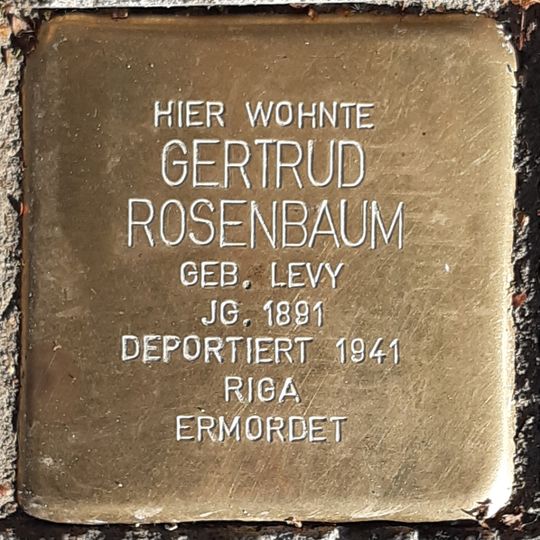 HIER WOHNTE
GERTRUD
ROSENBAUM
GEB. LEVY
JG. 1891
DEPORTIERT 1941
RIGA
ERMORDET